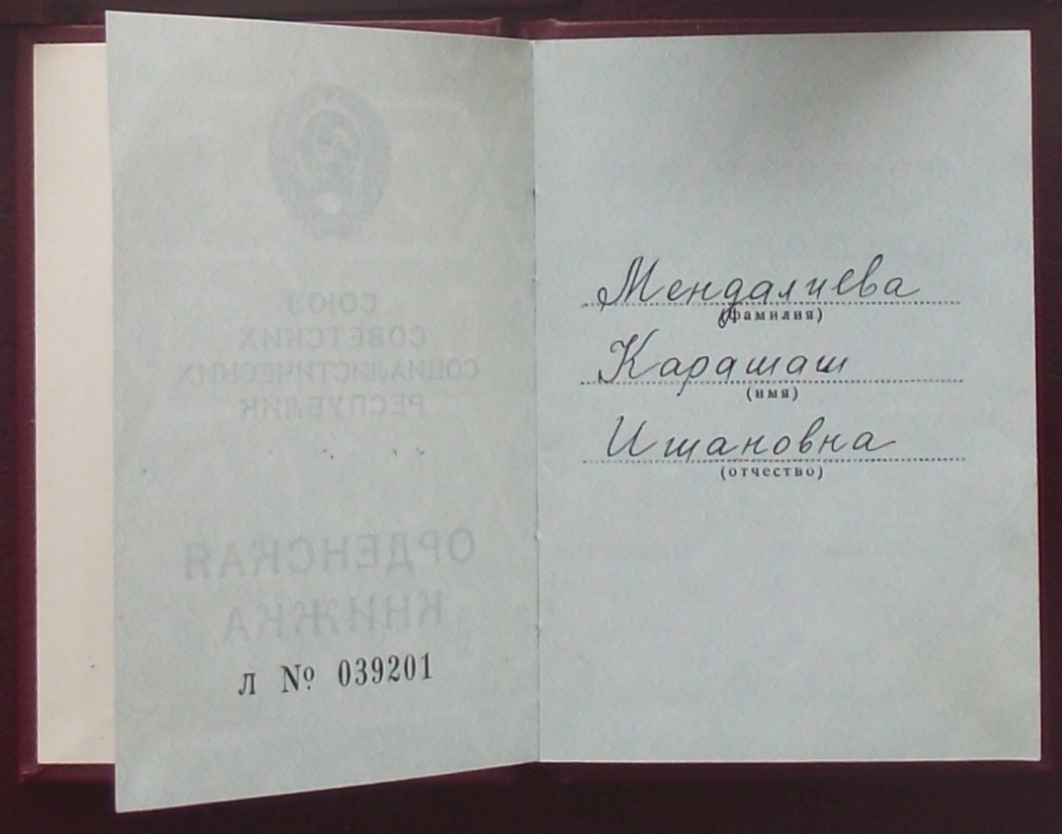 СОЮЗ
СОВЕТСКИХ
СОЦИАЛИСТИЧЕСКИХ
РЕСПУБЛИК
ОРДЕНСКАЯ
КНИЖКА
Л № 039201
Мендалиева
(фамилия)
Карашаш
(имя)
Ишановна
(отчество)